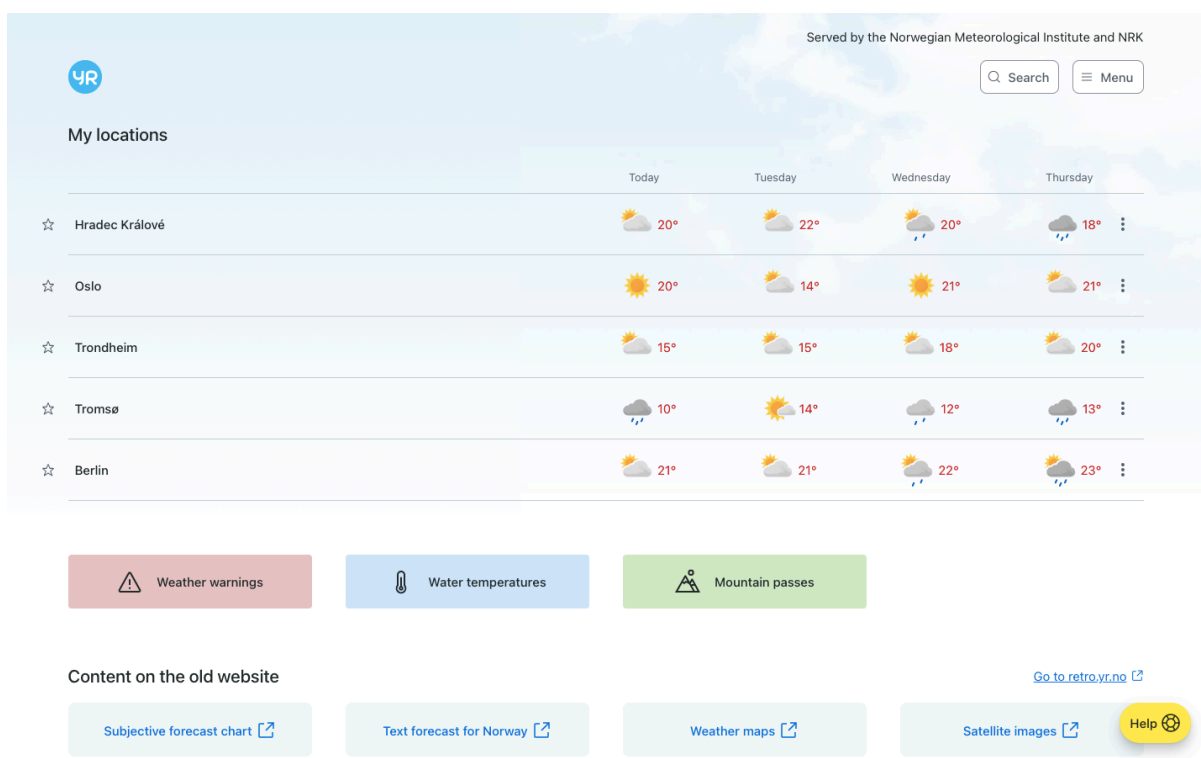 Served by the Norwegian Meteorological Institute and NRK
YR
Search
Menu
My locations
Today Tuesday Wednesday Thursday
Hradec Králové 20° 22° 20° 18°
Oslo 20° 14° 21° 21°
Trondheim 15° 15° 18° 20°
Tromsø 10° 14° 12° 13°
Berlin 21° 21° 22° 23°
Weather warnings
Water temperatures
Mountain passes
Content on the old website
Go to retro.yr.no
Subjective forecast chart
Text forecast for Norway
Weather maps
Satellite images
Help